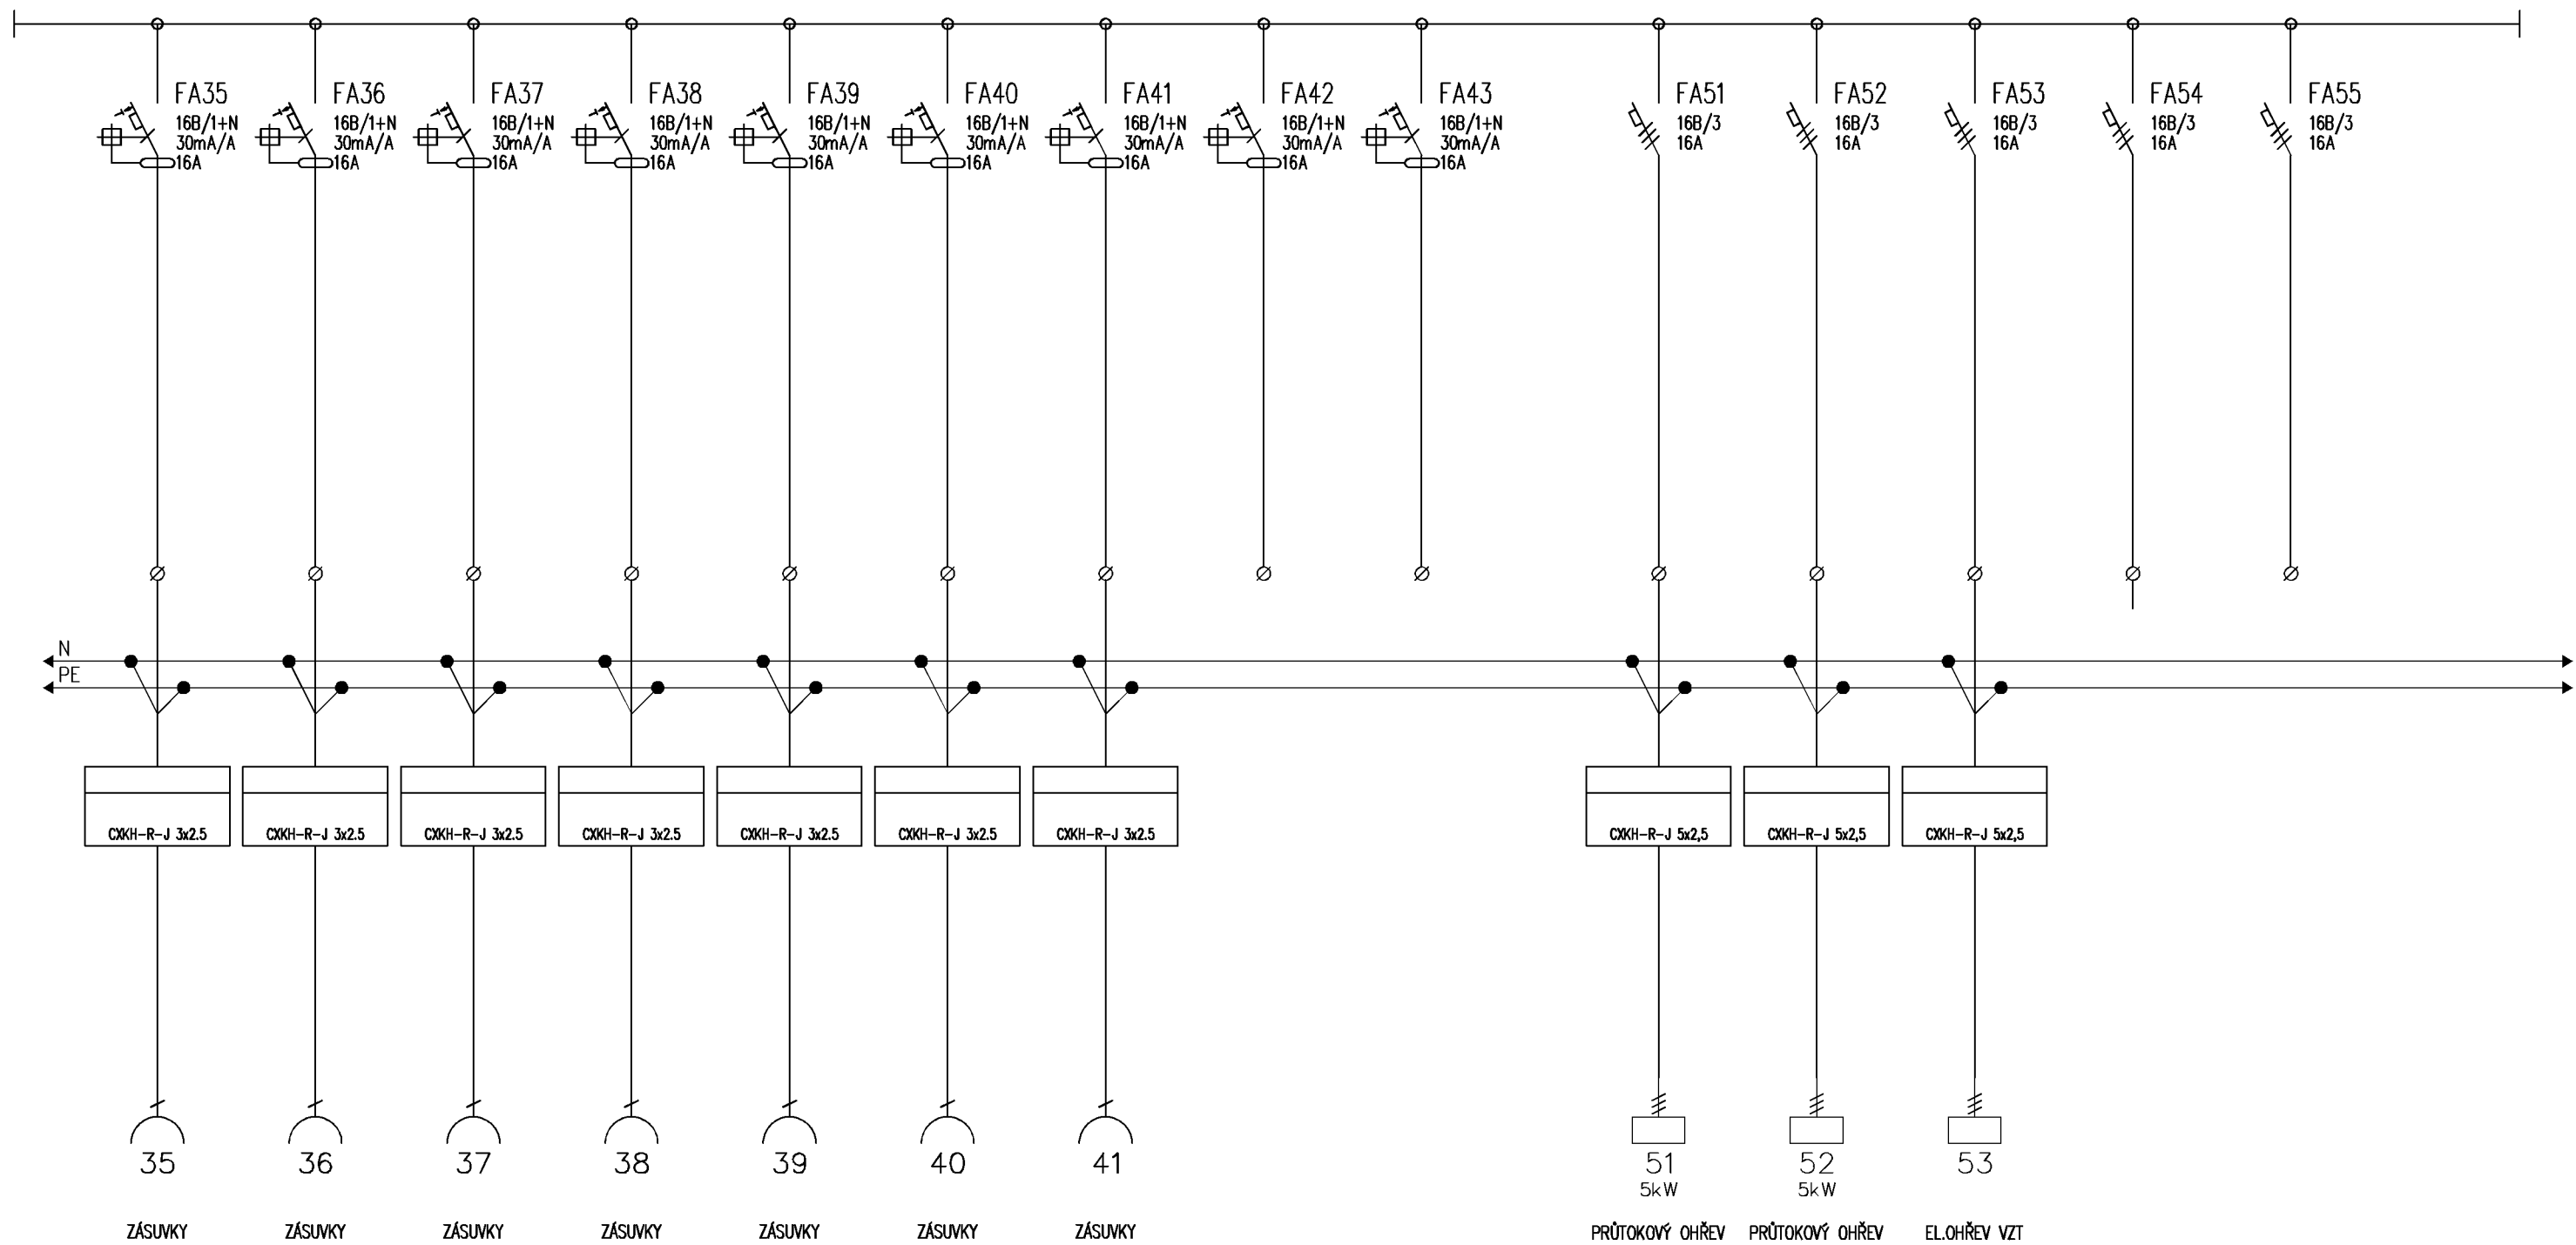 FA35
16B/1+N
30mA/A
16A
FA36
16B/1+N
30mA/A
16A
FA37
16B/1+N
30mA/A
16A
FA38
16B/1+N
30mA/A
16A
FA39
16B/1+N
30mA/A
16A
FA40
16B/1+N
30mA/A
16A
FA41
16B/1+N
30mA/A
16A
FA42
16B/1+N
30mA/A
16A
FA43
16B/1+N
30mA/A
16A
FA51
16B/3
16A
FA52
16B/3
16A
FA53
16B/3
16A
FA54
16B/3
16A
FA55
16B/3
16A
N
PE
CXKH-R-J 3x2.5
CXKH-R-J 3x2.5
CXKH-R-J 3x2.5
CXKH-R-J 3x2.5
CXKH-R-J 3x2.5
CXKH-R-J 3x2.5
CXKH-R-J 3x2.5
CXKH-R-J 5x2,5
CXKH-R-J 5x2,5
CXKH-R-J 5x2,5
35
ZÁSUVKY
36
ZÁSUVKY
37
ZÁSUVKY
38
ZÁSUVKY
39
ZÁSUVKY
40
ZÁSUVKY
41
ZÁSUVKY
51
5kW
PRŮTOKOVÝ OHŘEV
52
5kW
PRŮTOKOVÝ OHŘEV
53
EL.OHŘEV VZT